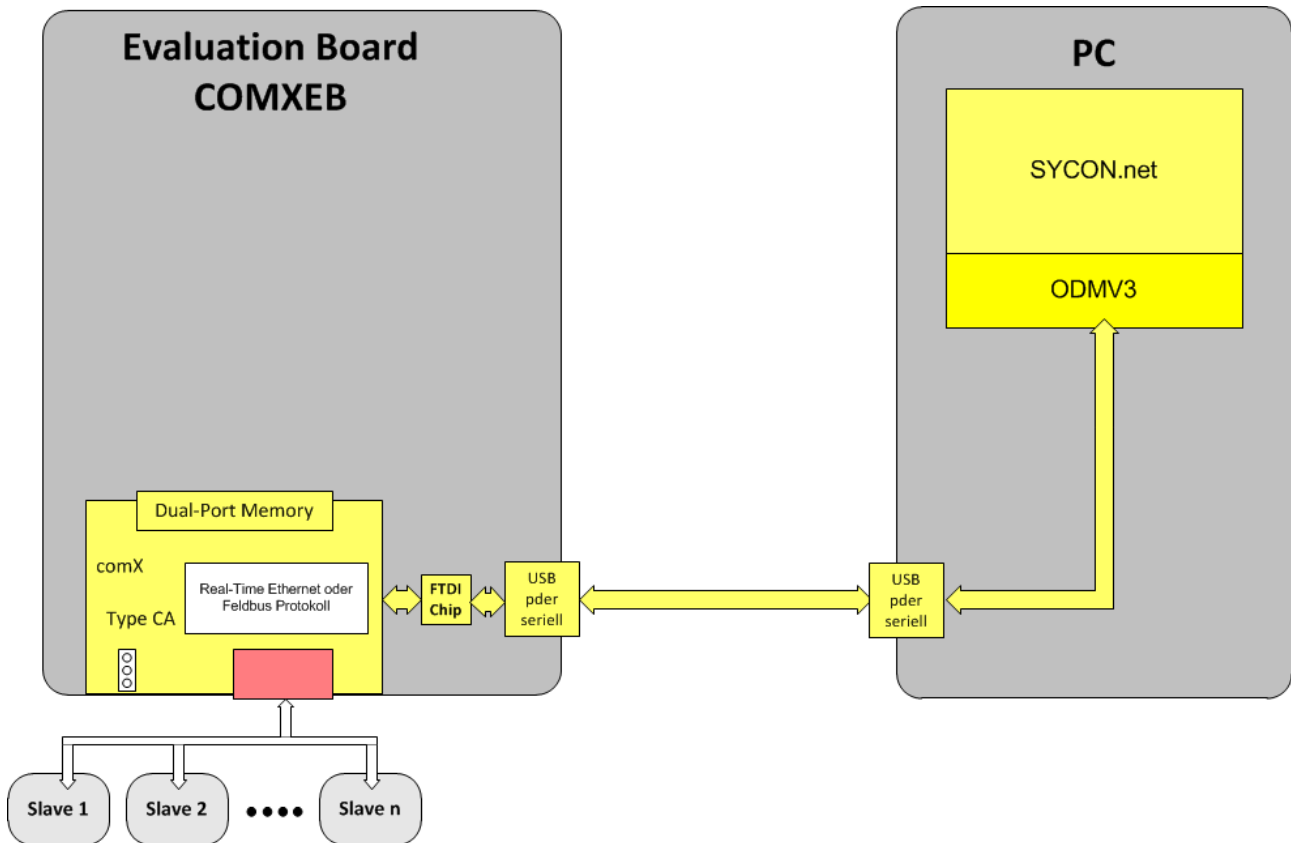 Evaluation Board
COMXEB
PC
SYCON.net
ODMV3
Dual-Port Memory
comX
Real-Time Ethernet oder
Feldbus Protokoll
Type CA
FTDI
Chip
USB
pder
seriell
USB
pder
seriell
Slave 1
Slave 2
Slave n